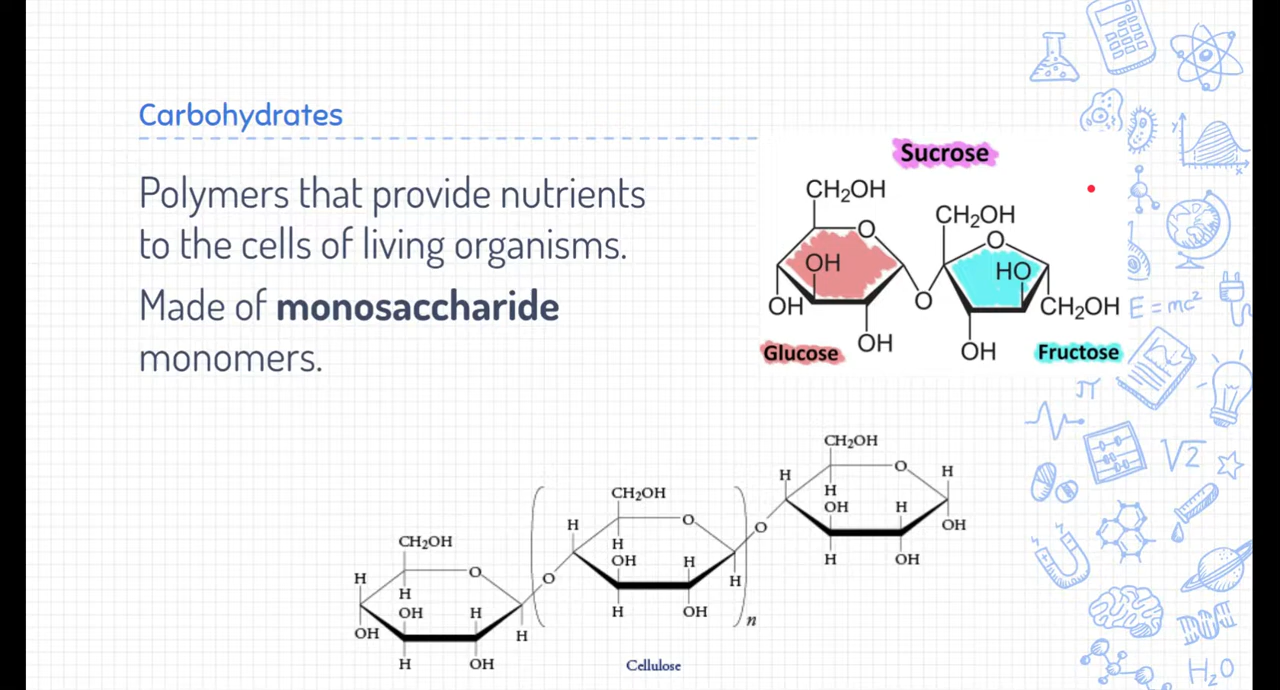 Carbohydrates
Polymers that provide nutrients
to the cells of living organisms.
Made of monosaccharide
monomers.
Sucrose
CH₂OH
O
OH
OH
OH
Glucose
O
CH₂OH
O
HO
CH₂OH
OH
Fructose
CH₂OH
O
H
H
OH
H
OH
H
H
OH
O
CH₂OH
O
H
H
OH
H
H
H
OH
n
O
CH₂OH
O
H
H
H
OH
H
OH
H
OH
Cellulose
y
x
E = mc²
π
√2
H₂O